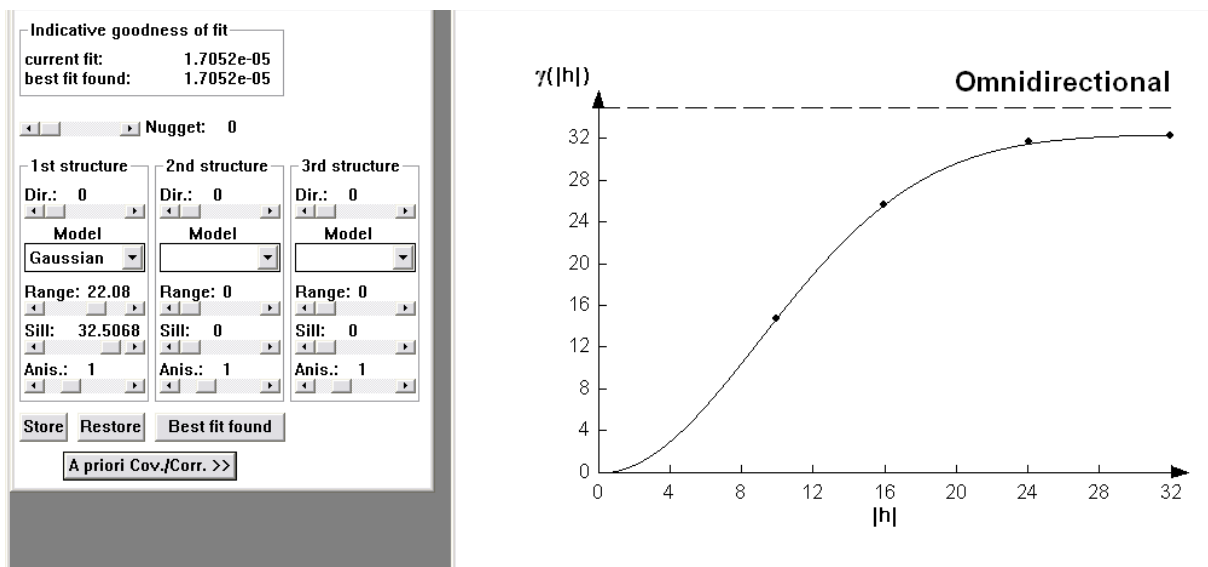 Indicative goodness of fit
current fit: 1.7052e-05
best fit found: 1.7052e-05
Nugget: 0
1st structure
Dir.: 0
Model
Gaussian
Range: 22.08
Sill: 32.5068
Anis.: 1
2nd structure
Dir.: 0
Model
Range: 0
Sill: 0
Anis.: 1
3rd structure
Dir.: 0
Model
Range: 0
Sill: 0
Anis.: 1
Store
Restore
Best fit found
A priori Cov./Corr. >>
γ(|h|)
Omnidirectional
32
28
24
20
16
12
8
4
0
0 4 8 12 16 20 24 28 32
|h|